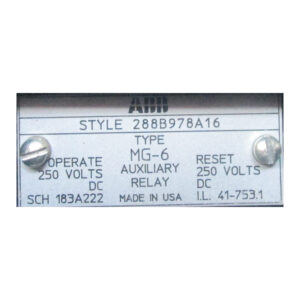 ABB
STYLE 288B978A16
TYPE
MG-6
AUXILIARY
RELAY
MADE IN USA
OPERATE
250 VOLTS
DC
SCH 183A222
RESET
250 VOLTS
DC
I.L. 41-753.1